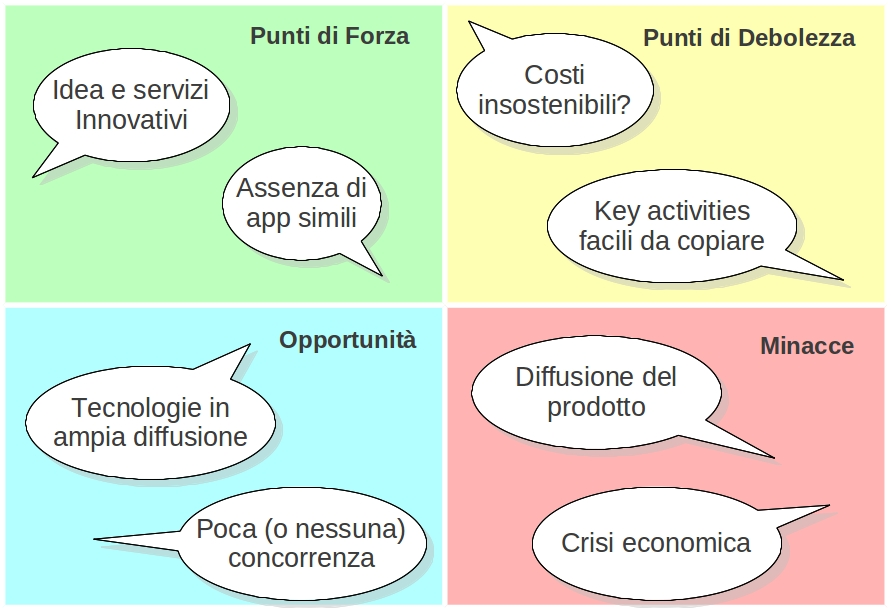 Punti di Forza
Idea e servizi
Innovativi
Assenza di
app simili
Punti di Debolezza
Costi
insostenibili?
Key activities
facili da copiare
Opportunità
Tecnologie in
ampia diffusione
Poca (o nessuna)
concorrenza
Minacce
Diffusione del
prodotto
Crisi economica